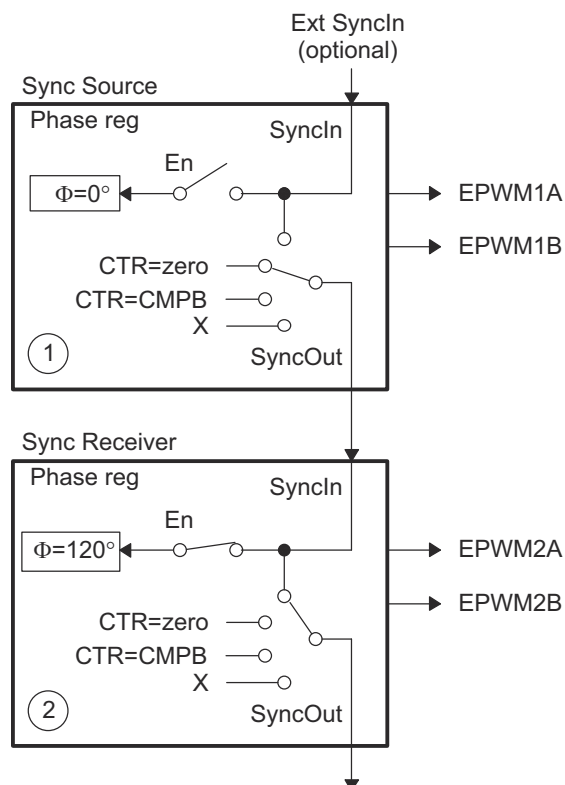 Ext SyncIn
(optional)
Sync Source
Phase reg
SyncIn
En
Φ=0°
EPWM1A
EPWM1B
CTR=zero
CTR=CMPB
X
1
SyncOut
Sync Receiver
Phase reg
SyncIn
En
Φ=120°
EPWM2A
EPWM2B
CTR=zero
CTR=CMPB
X
2
SyncOut